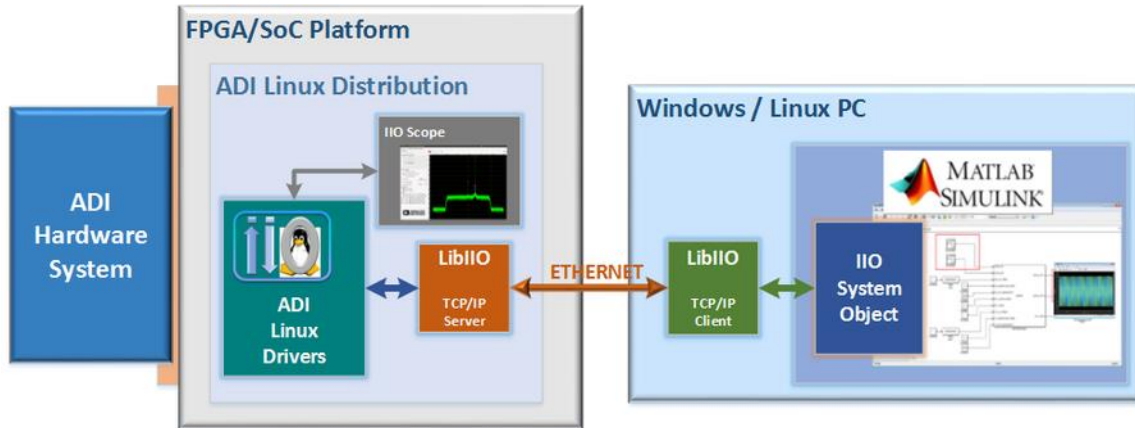 FPGA/SoC Platform
ADI Linux Distribution
IIO Scope
ADI
Hardware
System
ADI
Linux
Drivers
LibIIO
TCP/IP
Server
ETHERNET
Windows / Linux PC
LibIIO
TCP/IP
Client
MATLAB
SIMULINK®
IIO
System
Object